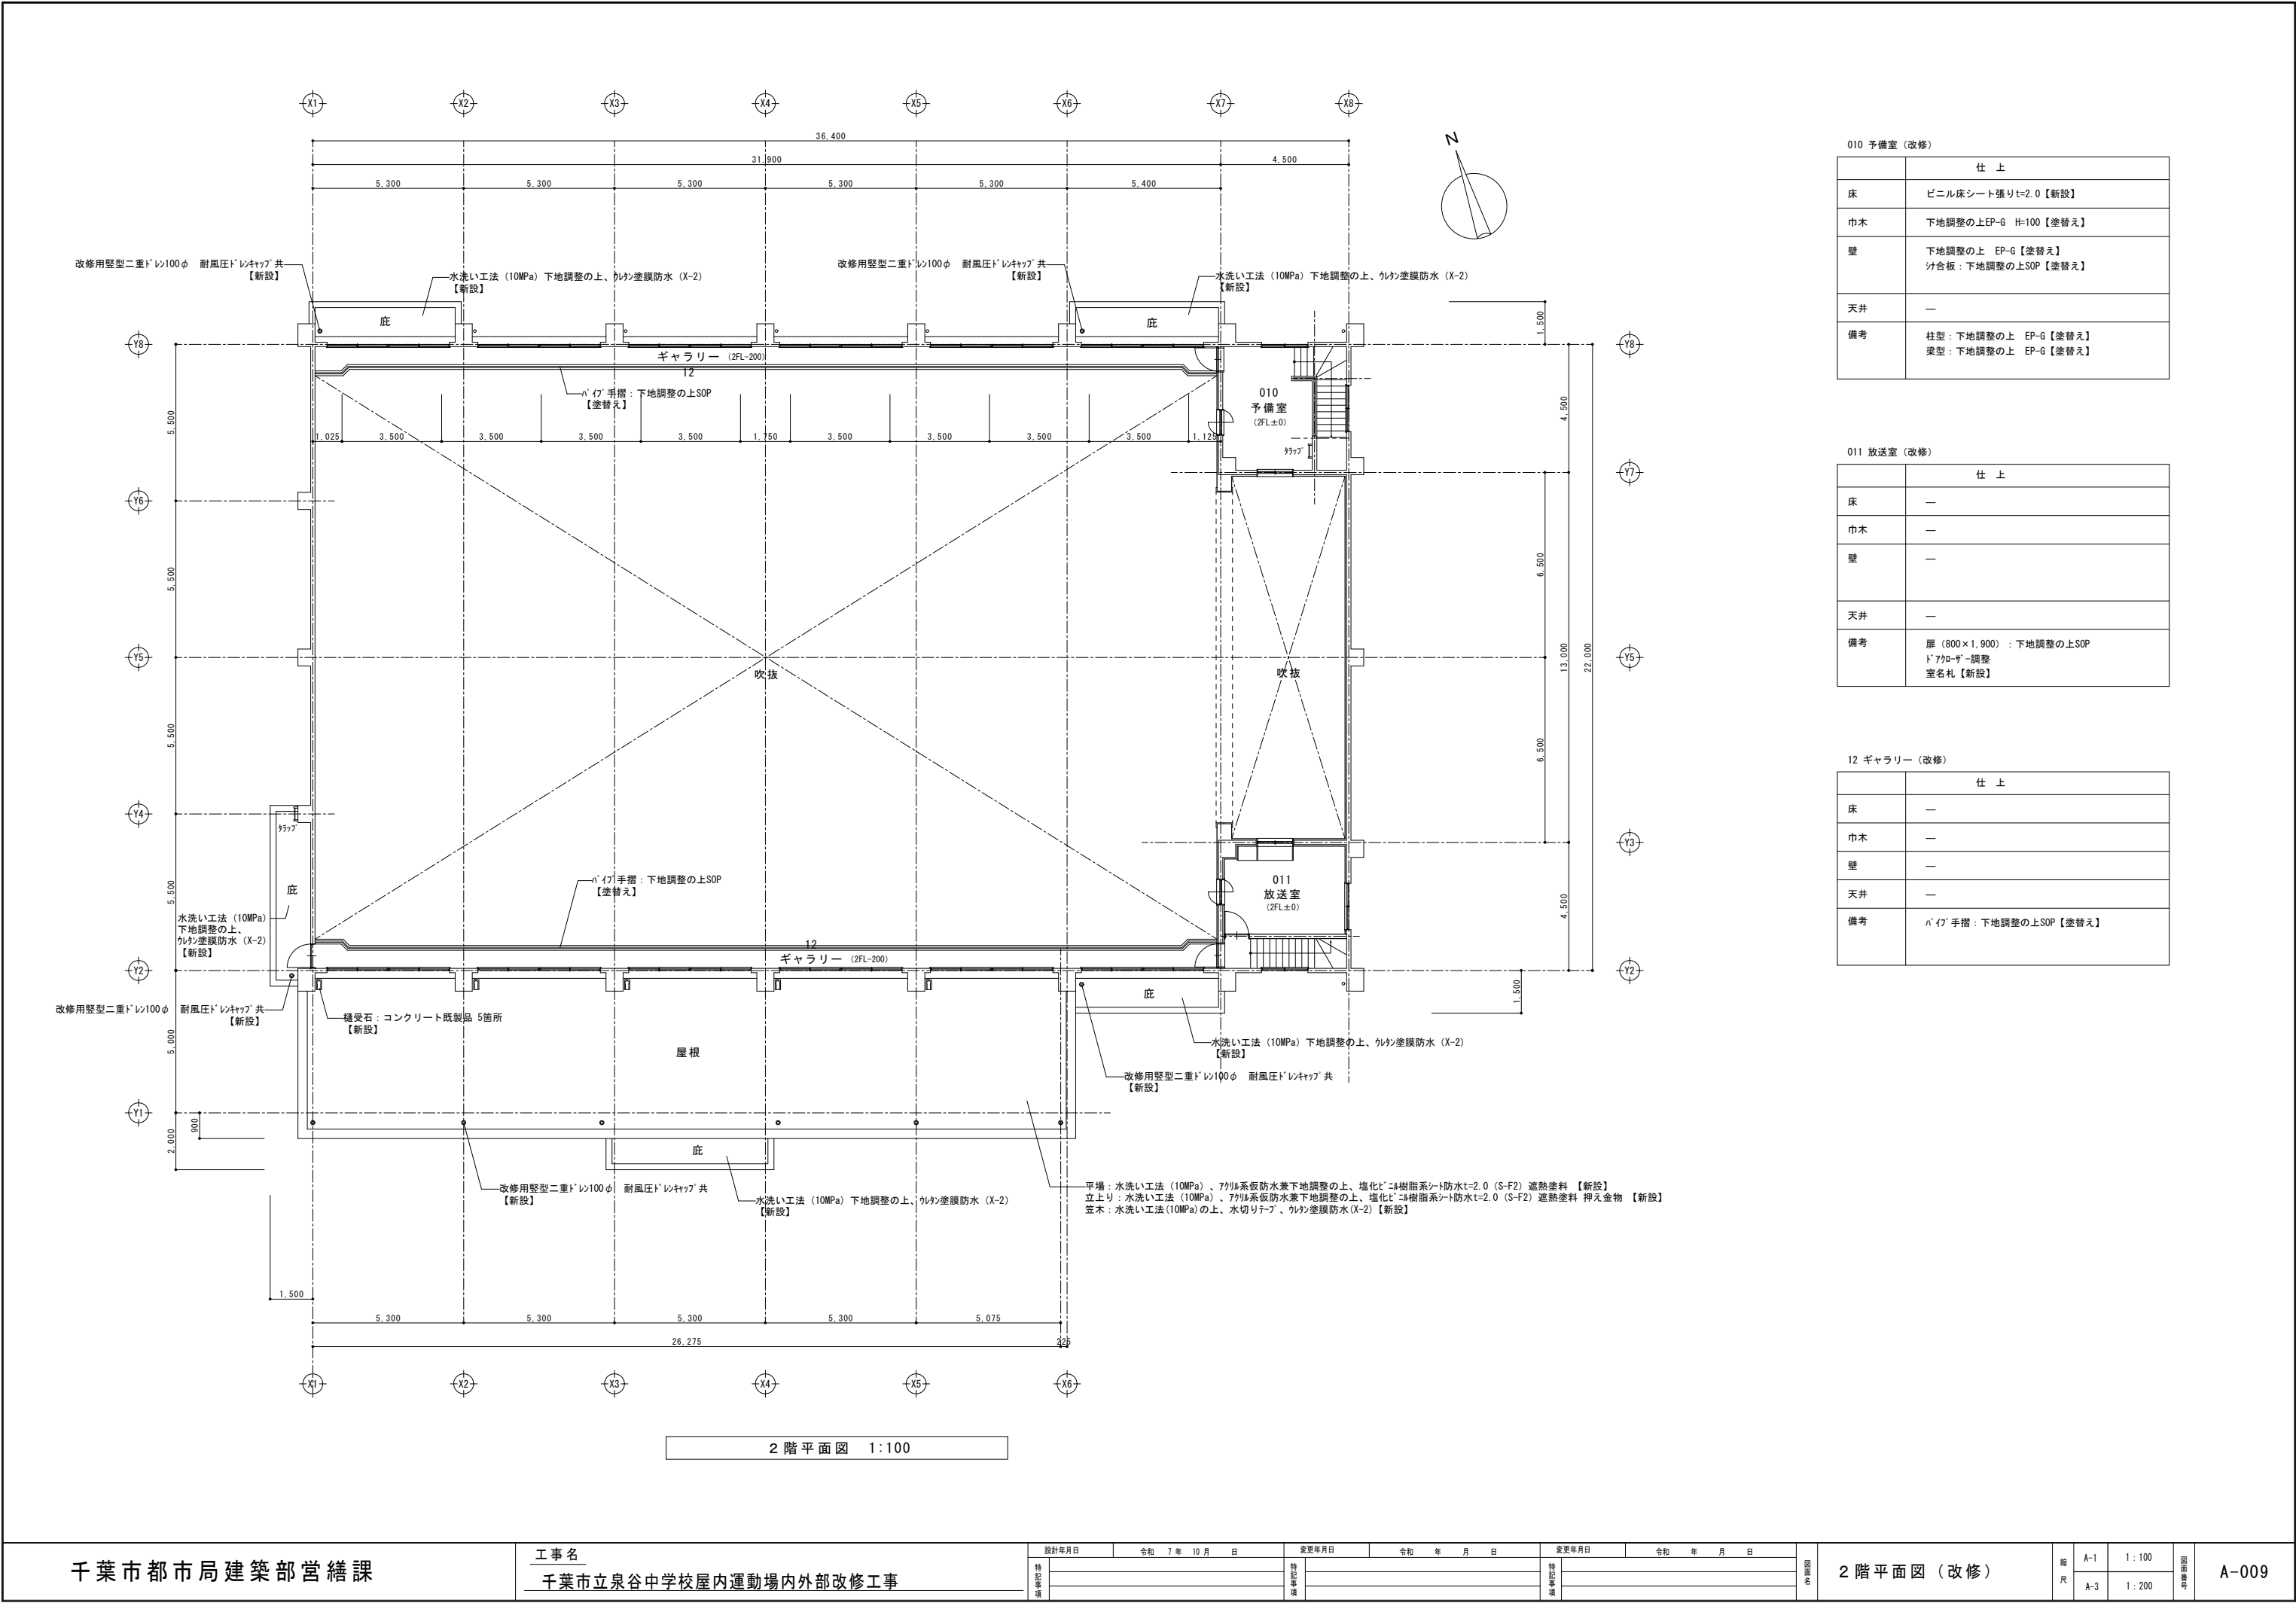 X1 X2 X3 X4 X5 X6 X7 X8
36,400
31,900 4,500
5,300 5,300 5,300 5,300 5,300 5,400
N
改修用竪型二重ﾄﾞﾚﾝ100φ 耐風圧ﾄﾞﾚﾝｷｬｯﾌﾟ共
【新設】
水洗い工法（10MPa）下地調整の上、ｳﾚﾀﾝ塗膜防水（X-2）
【新設】
改修用竪型二重ﾄﾞﾚﾝ100φ 耐風圧ﾄﾞﾚﾝｷｬｯﾌﾟ共
【新設】
水洗い工法（10MPa）下地調整の上、ｳﾚﾀﾝ塗膜防水（X-2）
【新設】
庇
庇
1,500
Y8
Y8
ギャラリー（2FL-200）
12
ﾊﾟｲﾌﾟ手摺：下地調整の上SOP
【塗替え】
010
予備室
（2FL±0）
ﾀﾗｯﾌﾟ
1,025 3,500 3,500 3,500 3,500 1,750 3,500 3,500 3,500 3,500 1,125
5,500
4,500
Y7
Y6
5,500
6,500
13,000
22,000
Y5
Y5
吹抜
吹抜
5,500
6,500
Y4
ﾀﾗｯﾌﾟ
Y3
5,500
4,500
庇
ﾊﾟｲﾌﾟ手摺：下地調整の上SOP
【塗替え】
011
放送室
（2FL±0）
水洗い工法（10MPa）
下地調整の上、
ｳﾚﾀﾝ塗膜防水（X-2）
【新設】
12
ギャラリー（2FL-200）
Y2
Y2
1,500
庇
改修用竪型二重ﾄﾞﾚﾝ100φ 耐風圧ﾄﾞﾚﾝｷｬｯﾌﾟ共
【新設】
樋受石：コンクリート既製品 5箇所
【新設】
5,000
屋根
水洗い工法（10MPa）下地調整の上、ｳﾚﾀﾝ塗膜防水（X-2）
【新設】
改修用竪型二重ﾄﾞﾚﾝ100φ 耐風圧ﾄﾞﾚﾝｷｬｯﾌﾟ共
【新設】
Y1
900
2,000
庇
改修用竪型二重ﾄﾞﾚﾝ100φ 耐風圧ﾄﾞﾚﾝｷｬｯﾌﾟ共
【新設】
水洗い工法（10MPa）下地調整の上、ｳﾚﾀﾝ塗膜防水（X-2）
【新設】
平場：水洗い工法（10MPa）、ｱｸﾘﾙ系仮防水兼下地調整の上、塩化ﾋﾞﾆﾙ樹脂系ｼｰﾄ防水t=2.0（S-F2）遮熱塗料 【新設】
立上り：水洗い工法（10MPa）、ｱｸﾘﾙ系仮防水兼下地調整の上、塩化ﾋﾞﾆﾙ樹脂系ｼｰﾄ防水t=2.0（S-F2）遮熱塗料 押え金物 【新設】
笠木：水洗い工法(10MPa)の上、水切りﾃｰﾌﾟ、ｳﾚﾀﾝ塗膜防水(X-2)【新設】
1,500
5,300 5,300 5,300 5,300 5,075
26,275 225
X1 X2 X3 X4 X5 X6
２階平面図 1:100
010 予備室（改修）
仕 上
床 ビニル床シート張りt=2.0【新設】
巾木 下地調整の上EP-G H=100【塗替え】
壁 下地調整の上 EP-G【塗替え】
ｼﾅ合板：下地調整の上SOP【塗替え】
天井 ―
備考 柱型：下地調整の上 EP-G【塗替え】
梁型：下地調整の上 EP-G【塗替え】
011 放送室（改修）
仕 上
床 ―
巾木 ―
壁 ―
天井 ―
備考 扉（800×1,900）：下地調整の上SOP
ﾄﾞｱｸﾛｰｻﾞｰ調整
室名札【新設】
12 ギャラリー（改修）
仕 上
床 ―
巾木 ―
壁 ―
天井 ―
備考 ﾊﾟｲﾌﾟ手摺：下地調整の上SOP【塗替え】
千葉市都市局建築部営繕課
工事名
千葉市立泉谷中学校屋内運動場内外部改修工事
設計年月日 令和 7 年 10 月 日
特記事項
変更年月日 令和 年 月 日
特記事項
変更年月日 令和 年 月 日
特記事項
図面名
２階平面図（改修）
縮尺
A-1 1：100
A-3 1：200
図面番号
A-009